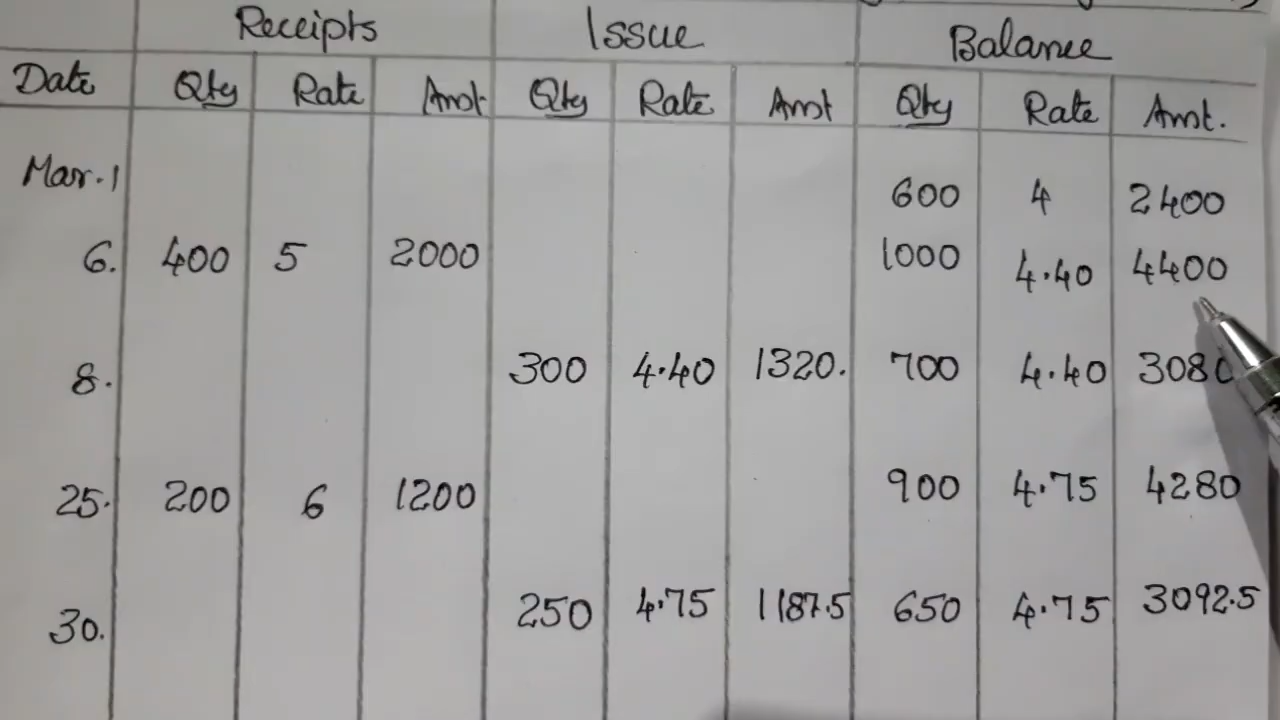 Receipts Issue Balance
Date Qty Rate Amt Qty Rate Amt Qty Rate Amt.
Mar. 1 600 4 2400
6. 400 5 2000 1000 4.40 4400
8. 300 4.40 1320. 700 4.40 3080
25. 200 6 1200 900 4.75 4280
30. 250 4.75 1187.5 650 4.75 3092.5